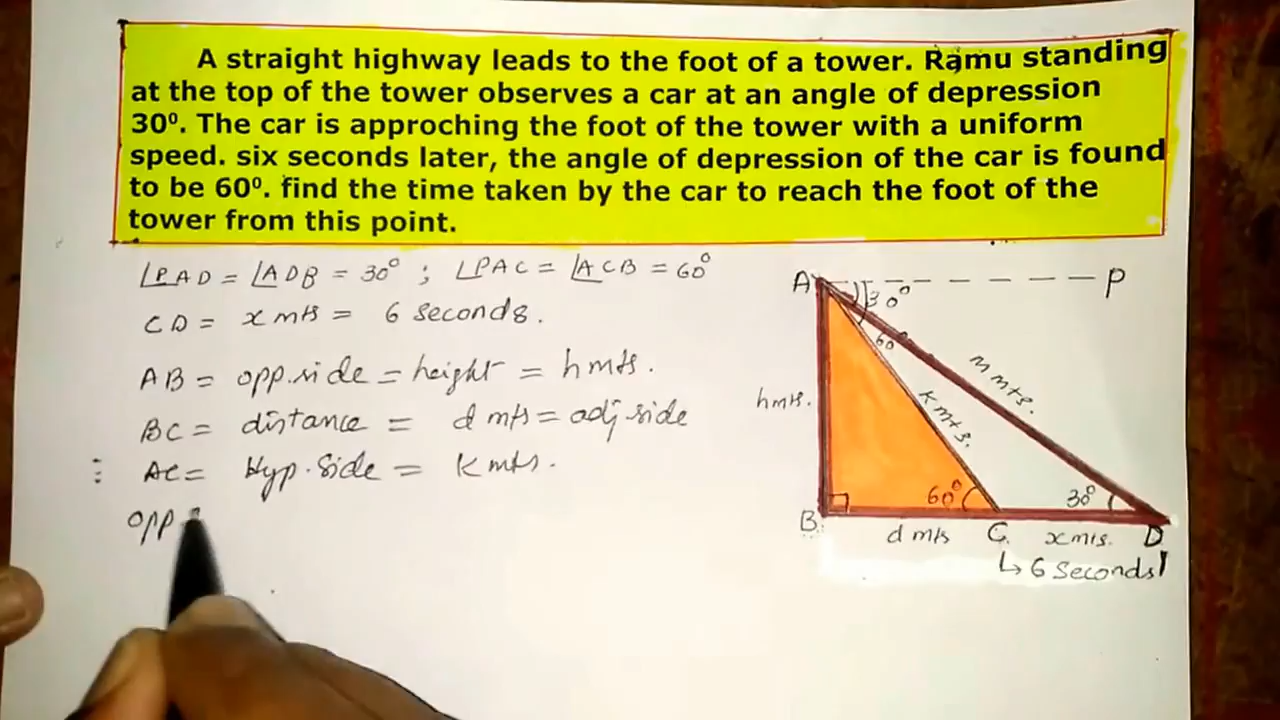 A straight highway leads to the foot of a tower. Ramu standing
at the top of the tower observes a car at an angle of depression
30⁰. The car is approching the foot of the tower with a uniform
speed. six seconds later, the angle of depression of the car is found
to be 60⁰. find the time taken by the car to reach the foot of the
tower from this point.
∠PAD = ∠ADB = 30° ; ∠PAC = ∠ACB = 60°
CD = x mts = 6 seconds.
AB = opp.side = height = h mts.
BC = distance = d mts = adj side
∴ AC = Hyp. Side = K mts.
opp
A
P
30°
60°
M mts.
K mts.
h mts.
60°
30°
B
d mts
C
x mts.
D
↳ 6 Seconds